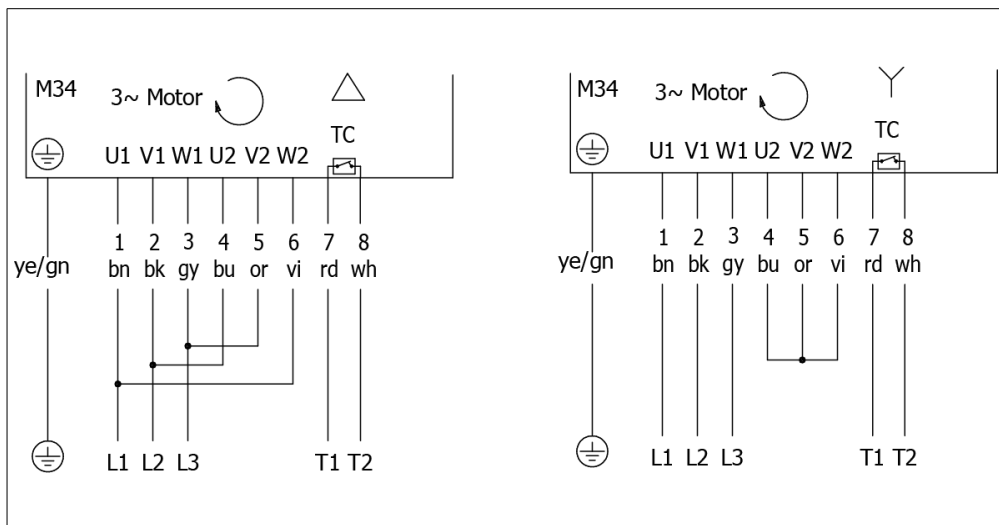 M34
3~ Motor
TC
U1 V1 W1 U2 V2 W2
1 2 3 4 5 6 7 8
ye/gn bn bk gy bu or vi rd wh
L1 L2 L3 T1 T2
M34
3~ Motor
TC
U1 V1 W1 U2 V2 W2
1 2 3 4 5 6 7 8
ye/gn bn bk gy bu or vi rd wh
L1 L2 L3 T1 T2